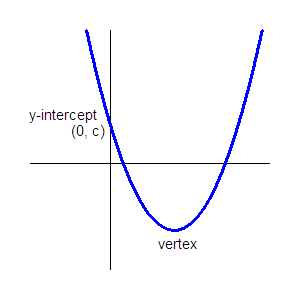 y-intercept
(0, c)
vertex